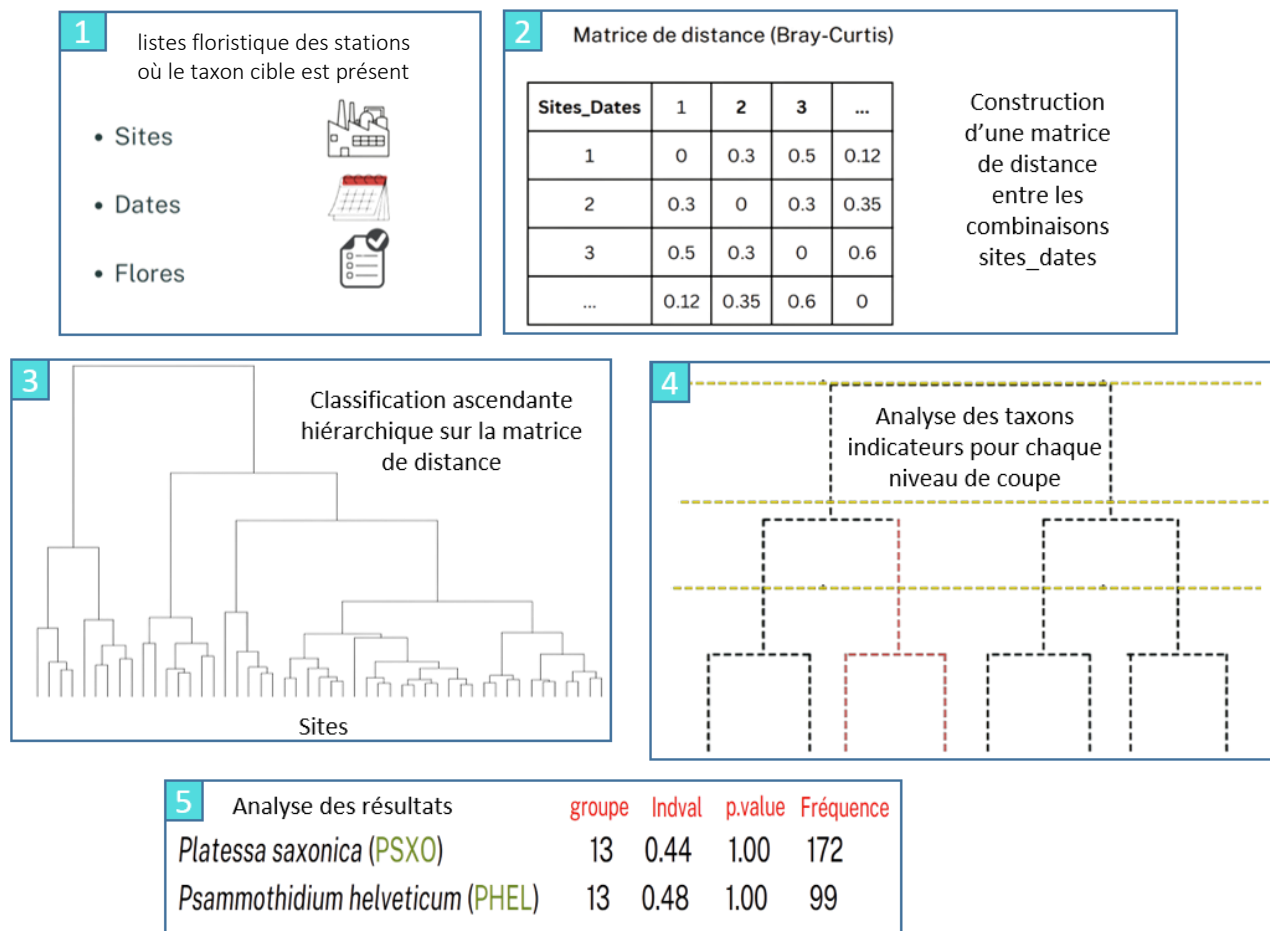 1
listes floristique des stations
où le taxon cible est présent
• Sites
• Dates
• Flores
2
Matrice de distance (Bray-Curtis)
Sites_Dates 1 2 3 ...
1 0 0.3 0.5 0.12
2 0.3 0 0.3 0.35
3 0.5 0.3 0 0.6
... 0.12 0.35 0.6 0
Construction
d’une matrice
de distance
entre les
combinaisons
sites_dates
3
Classification ascendante
hiérarchique sur la matrice
de distance
Sites
4
Analyse des taxons
indicateurs pour chaque
niveau de coupe
5
Analyse des résultats groupe Indval p.value Fréquence
Platessa saxonica (PSXO) 13 0.44 1.00 172
Psammothidium helveticum (PHEL) 13 0.48 1.00 99